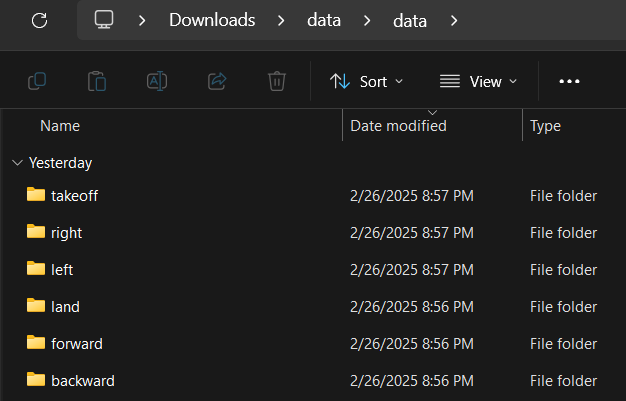 Downloads > data > data >
Sort View
Name Date modified Type
Yesterday
takeoff 2/26/2025 8:57 PM File folder
right 2/26/2025 8:57 PM File folder
left 2/26/2025 8:57 PM File folder
land 2/26/2025 8:56 PM File folder
forward 2/26/2025 8:56 PM File folder
backward 2/26/2025 8:56 PM File folder